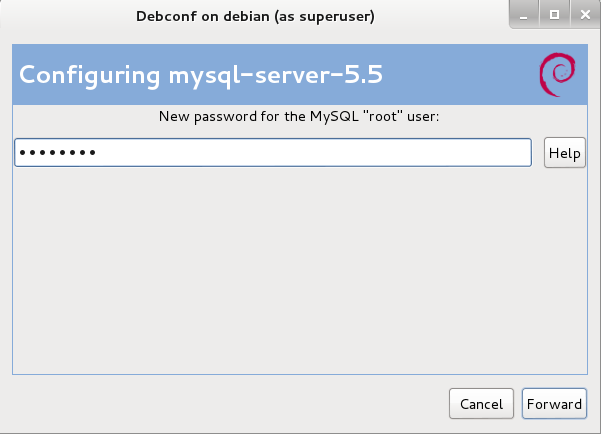 Debconf on debian (as superuser)
Configuring mysql-server-5.5
New password for the MySQL "root" user:
••••••••
Help
Cancel
Forward